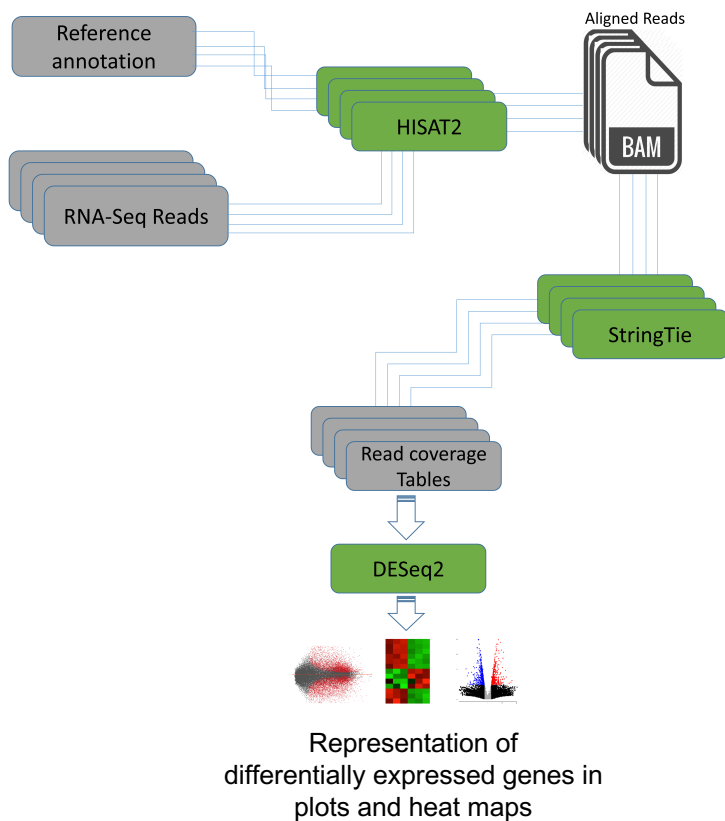 Reference
annotation
Aligned Reads
HISAT2
BAM
RNA-Seq Reads
StringTie
Read coverage
Tables
DESeq2
Representation of
differentially expressed genes in
plots and heat maps